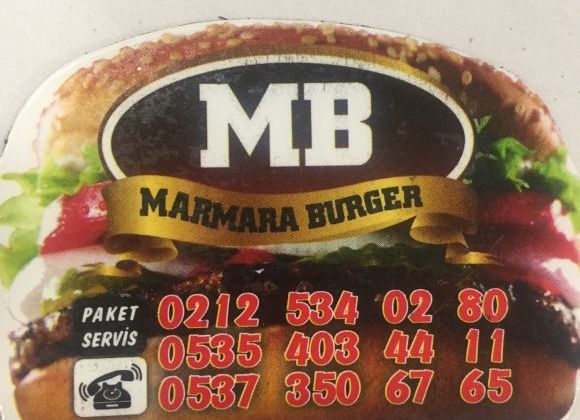 MB
MARMARA BURGER
PAKET SERVİS
0212 534 02 80
0535 403 44 11
0537 350 67 65